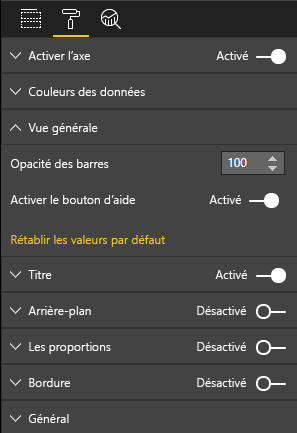 Activer l'axe Activé
Couleurs des données
Vue générale
Opacité des barres 100
Activer le bouton d'aide Activé
Rétablir les valeurs par défaut
Titre Activé
Arrière-plan Désactivé
Les proportions Désactivé
Bordure Désactivé
Général